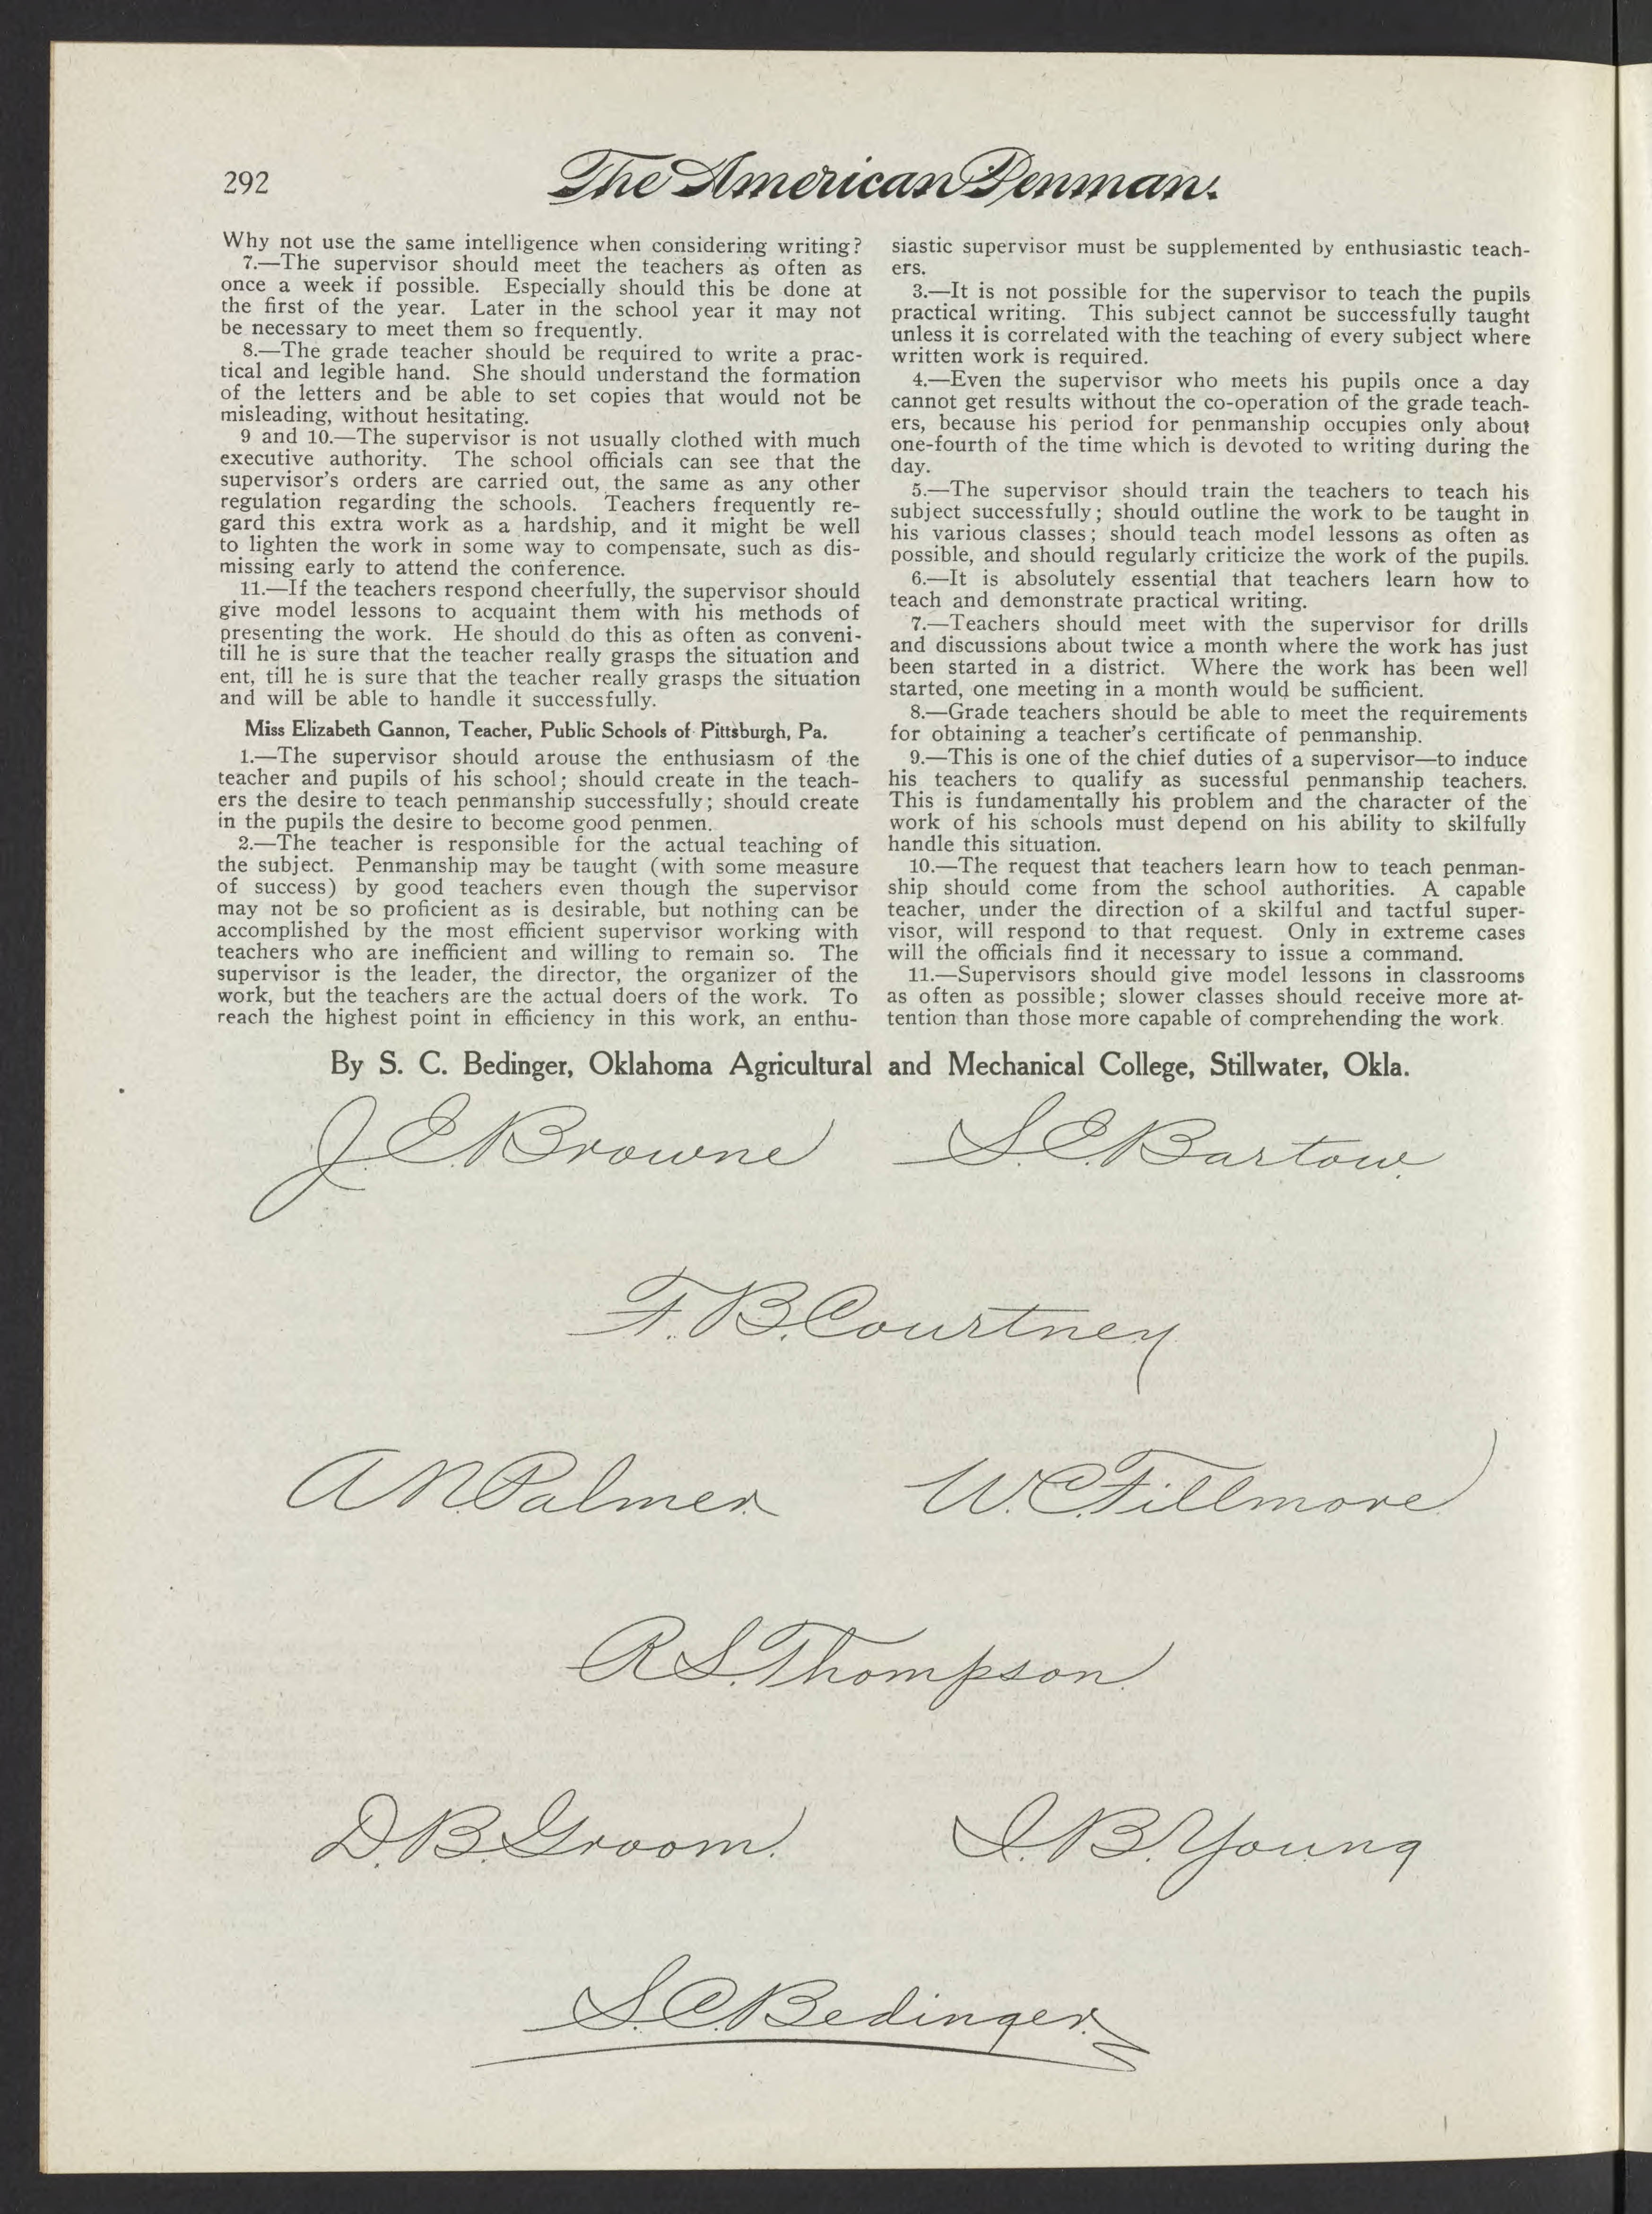 292
The American Penman.
Why not use the same intelligence when considering writing?
7.—The supervisor should meet the teachers as often as
once a week if possible. Especially should this be done at
the first of the year. Later in the school year it may not
be necessary to meet them so frequently.
8.—The grade teacher should be required to write a prac-
tical and legible hand. She should understand the formation
of the letters and be able to set copies that would not be
misleading, without hesitating.
9 and 10.—The supervisor is not usually clothed with much
executive authority. The school officials can see that the
supervisor's orders are carried out, the same as any other
regulation regarding the schools. Teachers frequently re-
gard this extra work as a hardship, and it might be well
to lighten the work in some way to compensate, such as dis-
missing early to attend the conference.
11.—If the teachers respond cheerfully, the supervisor should
give model lessons to acquaint them with his methods of
presenting the work. He should do this as often as conveni-
till he is sure that the teacher really grasps the situation and
ent, till he is sure that the teacher really grasps the situation
and will be able to handle it successfully.
Miss Elizabeth Gannon, Teacher, Public Schools of Pittsburgh, Pa.
1.—The supervisor should arouse the enthusiasm of the
teacher and pupils of his school; should create in the teach-
ers the desire to teach penmanship successfully; should create
in the pupils the desire to become good penmen.
2.—The teacher is responsible for the actual teaching of
the subject. Penmanship may be taught (with some measure
of success) by good teachers even though the supervisor
may not be so proficient as is desirable, but nothing can be
accomplished by the most efficient supervisor working with
teachers who are inefficient and willing to remain so. The
supervisor is the leader, the director, the organizer of the
work, but the teachers are the actual doers of the work. To
reach the highest point in efficiency in this work, an enthu-
siastic supervisor must be supplemented by enthusiastic teach-
ers.
3.—It is not possible for the supervisor to teach the pupils
practical writing. This subject cannot be successfully taught
unless it is correlated with the teaching of every subject where
written work is required.
4.—Even the supervisor who meets his pupils once a day
cannot get results without the co-operation of the grade teach-
ers, because his period for penmanship occupies only about
one-fourth of the time which is devoted to writing during the
day.
5.—The supervisor should train the teachers to teach his
subject successfully; should outline the work to be taught in
his various classes; should teach model lessons as often as
possible, and should regularly criticize the work of the pupils.
6.—It is absolutely essential that teachers learn how to
teach and demonstrate practical writing.
7.—Teachers should meet with the supervisor for drills
and discussions about twice a month where the work has just
been started in a district. Where the work has been well
started, one meeting in a month would be sufficient.
8.—Grade teachers should be able to meet the requirements
for obtaining a teacher's certificate of penmanship.
9.—This is one of the chief duties of a supervisor—to induce
his teachers to qualify as sucessful penmanship teachers.
This is fundamentally his problem and the character of the
work of his schools must depend on his ability to skilfully
handle this situation.
10.—The request that teachers learn how to teach penman-
ship should come from the school authorities. A capable
teacher, under the direction of a skilful and tactful super-
visor, will respond to that request. Only in extreme cases
will the officials find it necessary to issue a command.
11.—Supervisors should give model lessons in classrooms
as often as possible; slower classes should receive more at-
tention than those more capable of comprehending the work.
By S. C. Bedinger, Oklahoma Agricultural and Mechanical College, Stillwater, Okla.
J. E. Browne
S. E. Bartow.
F. B. Courtney
A. N. Palmer.
W. C. Fillmore
R. S. Thompson.
D. B. Groom.
I. B. Young
S. C. Bedinger.